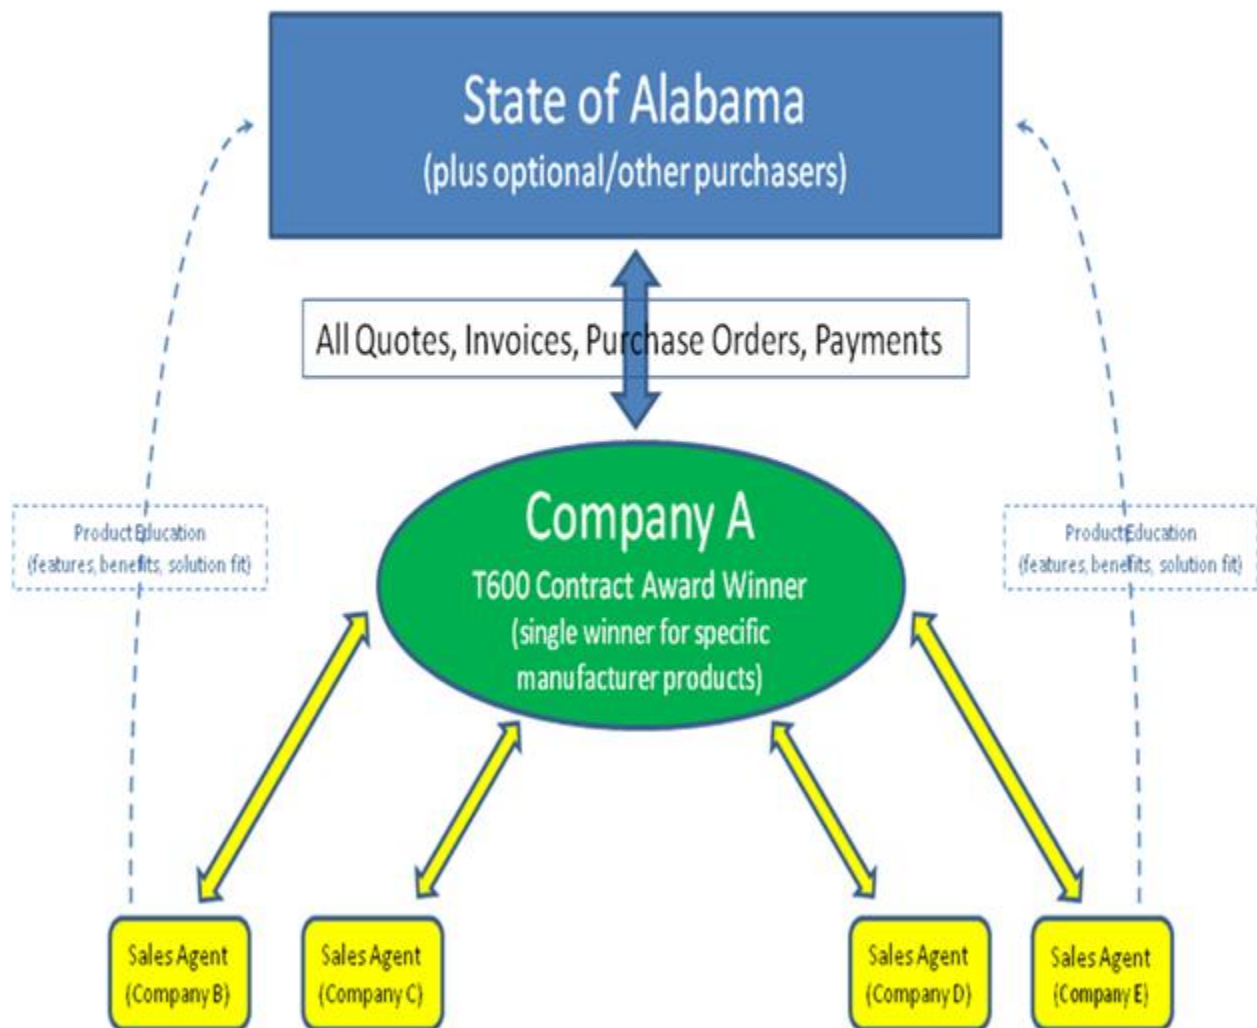 State of Alabama
(plus optional/other purchasers)
All Quotes, Invoices, Purchase Orders, Payments
Product Education
(features, benefits, solution fit)
Company A
T600 Contract Award Winner
(single winner for specific
manufacturer products)
Product Education
(features, benefits, solution fit)
Sales Agent
(Company B)
Sales Agent
(Company C)
Sales Agent
(Company D)
Sales Agent
(Company E)